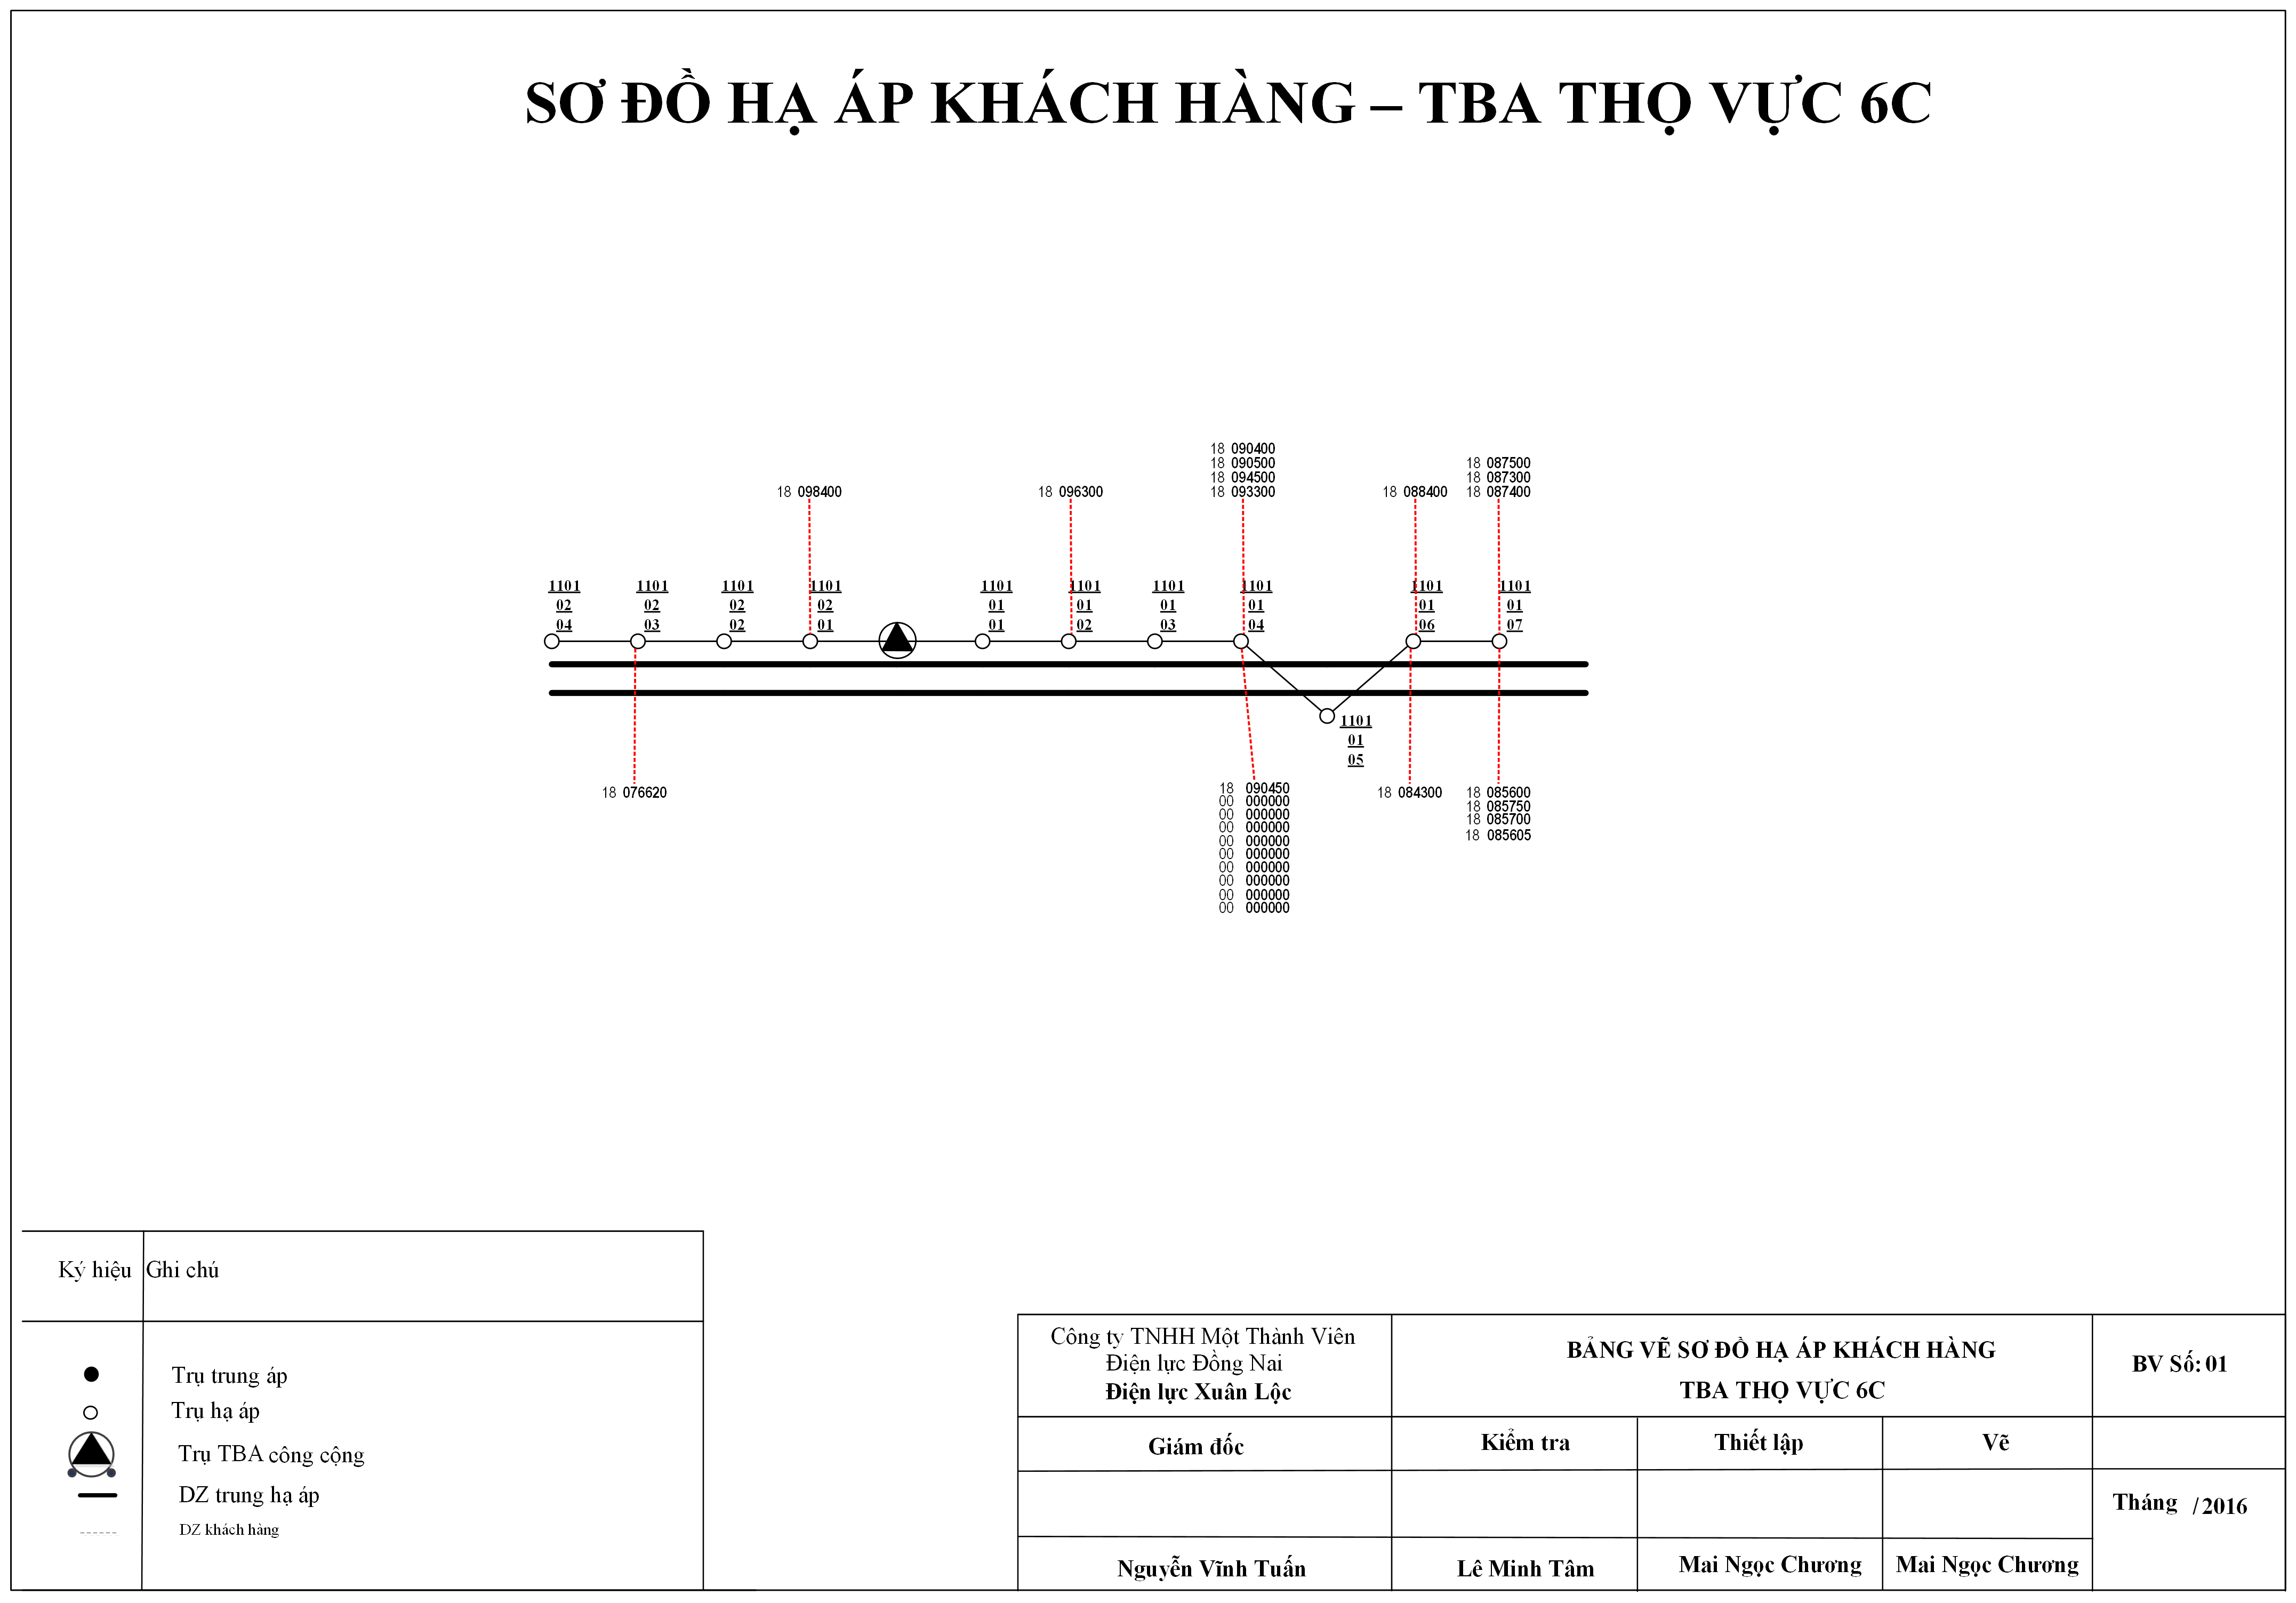 SƠ ĐỒ HẠ ÁP KHÁCH HÀNG – TBA THỌ VỰC 6C
18 090400
18 090500
18 094500
18 093300
18 087500
18 087300
18 087400
18 098400
18 096300
18 088400
1101
02
04
1101
02
03
1101
02
02
1101
02
01
1101
01
01
1101
01
02
1101
01
03
1101
01
04
1101
01
06
1101
01
07
1101
01
05
18 076620
18 090450
00 000000
00 000000
00 000000
00 000000
00 000000
00 000000
00 000000
00 000000
00 000000
18 084300
18 085600
18 085750
18 085700
18 085605
Ký hiệu Ghi chú
Trụ trung áp
Trụ hạ áp
Trụ TBA công cộng
DZ trung hạ áp
DZ khách hàng
Công ty TNHH Một Thành Viên
Điện lực Đồng Nai
Điện lực Xuân Lộc
BẢNG VẼ SƠ ĐỒ HẠ ÁP KHÁCH HÀNG
TBA THỌ VỰC 6C
BV Số: 01
Giám đốc
Kiểm tra
Thiết lập
Vẽ
Tháng /2016
Nguyễn Vĩnh Tuấn
Lê Minh Tâm
Mai Ngọc Chương
Mai Ngọc Chương